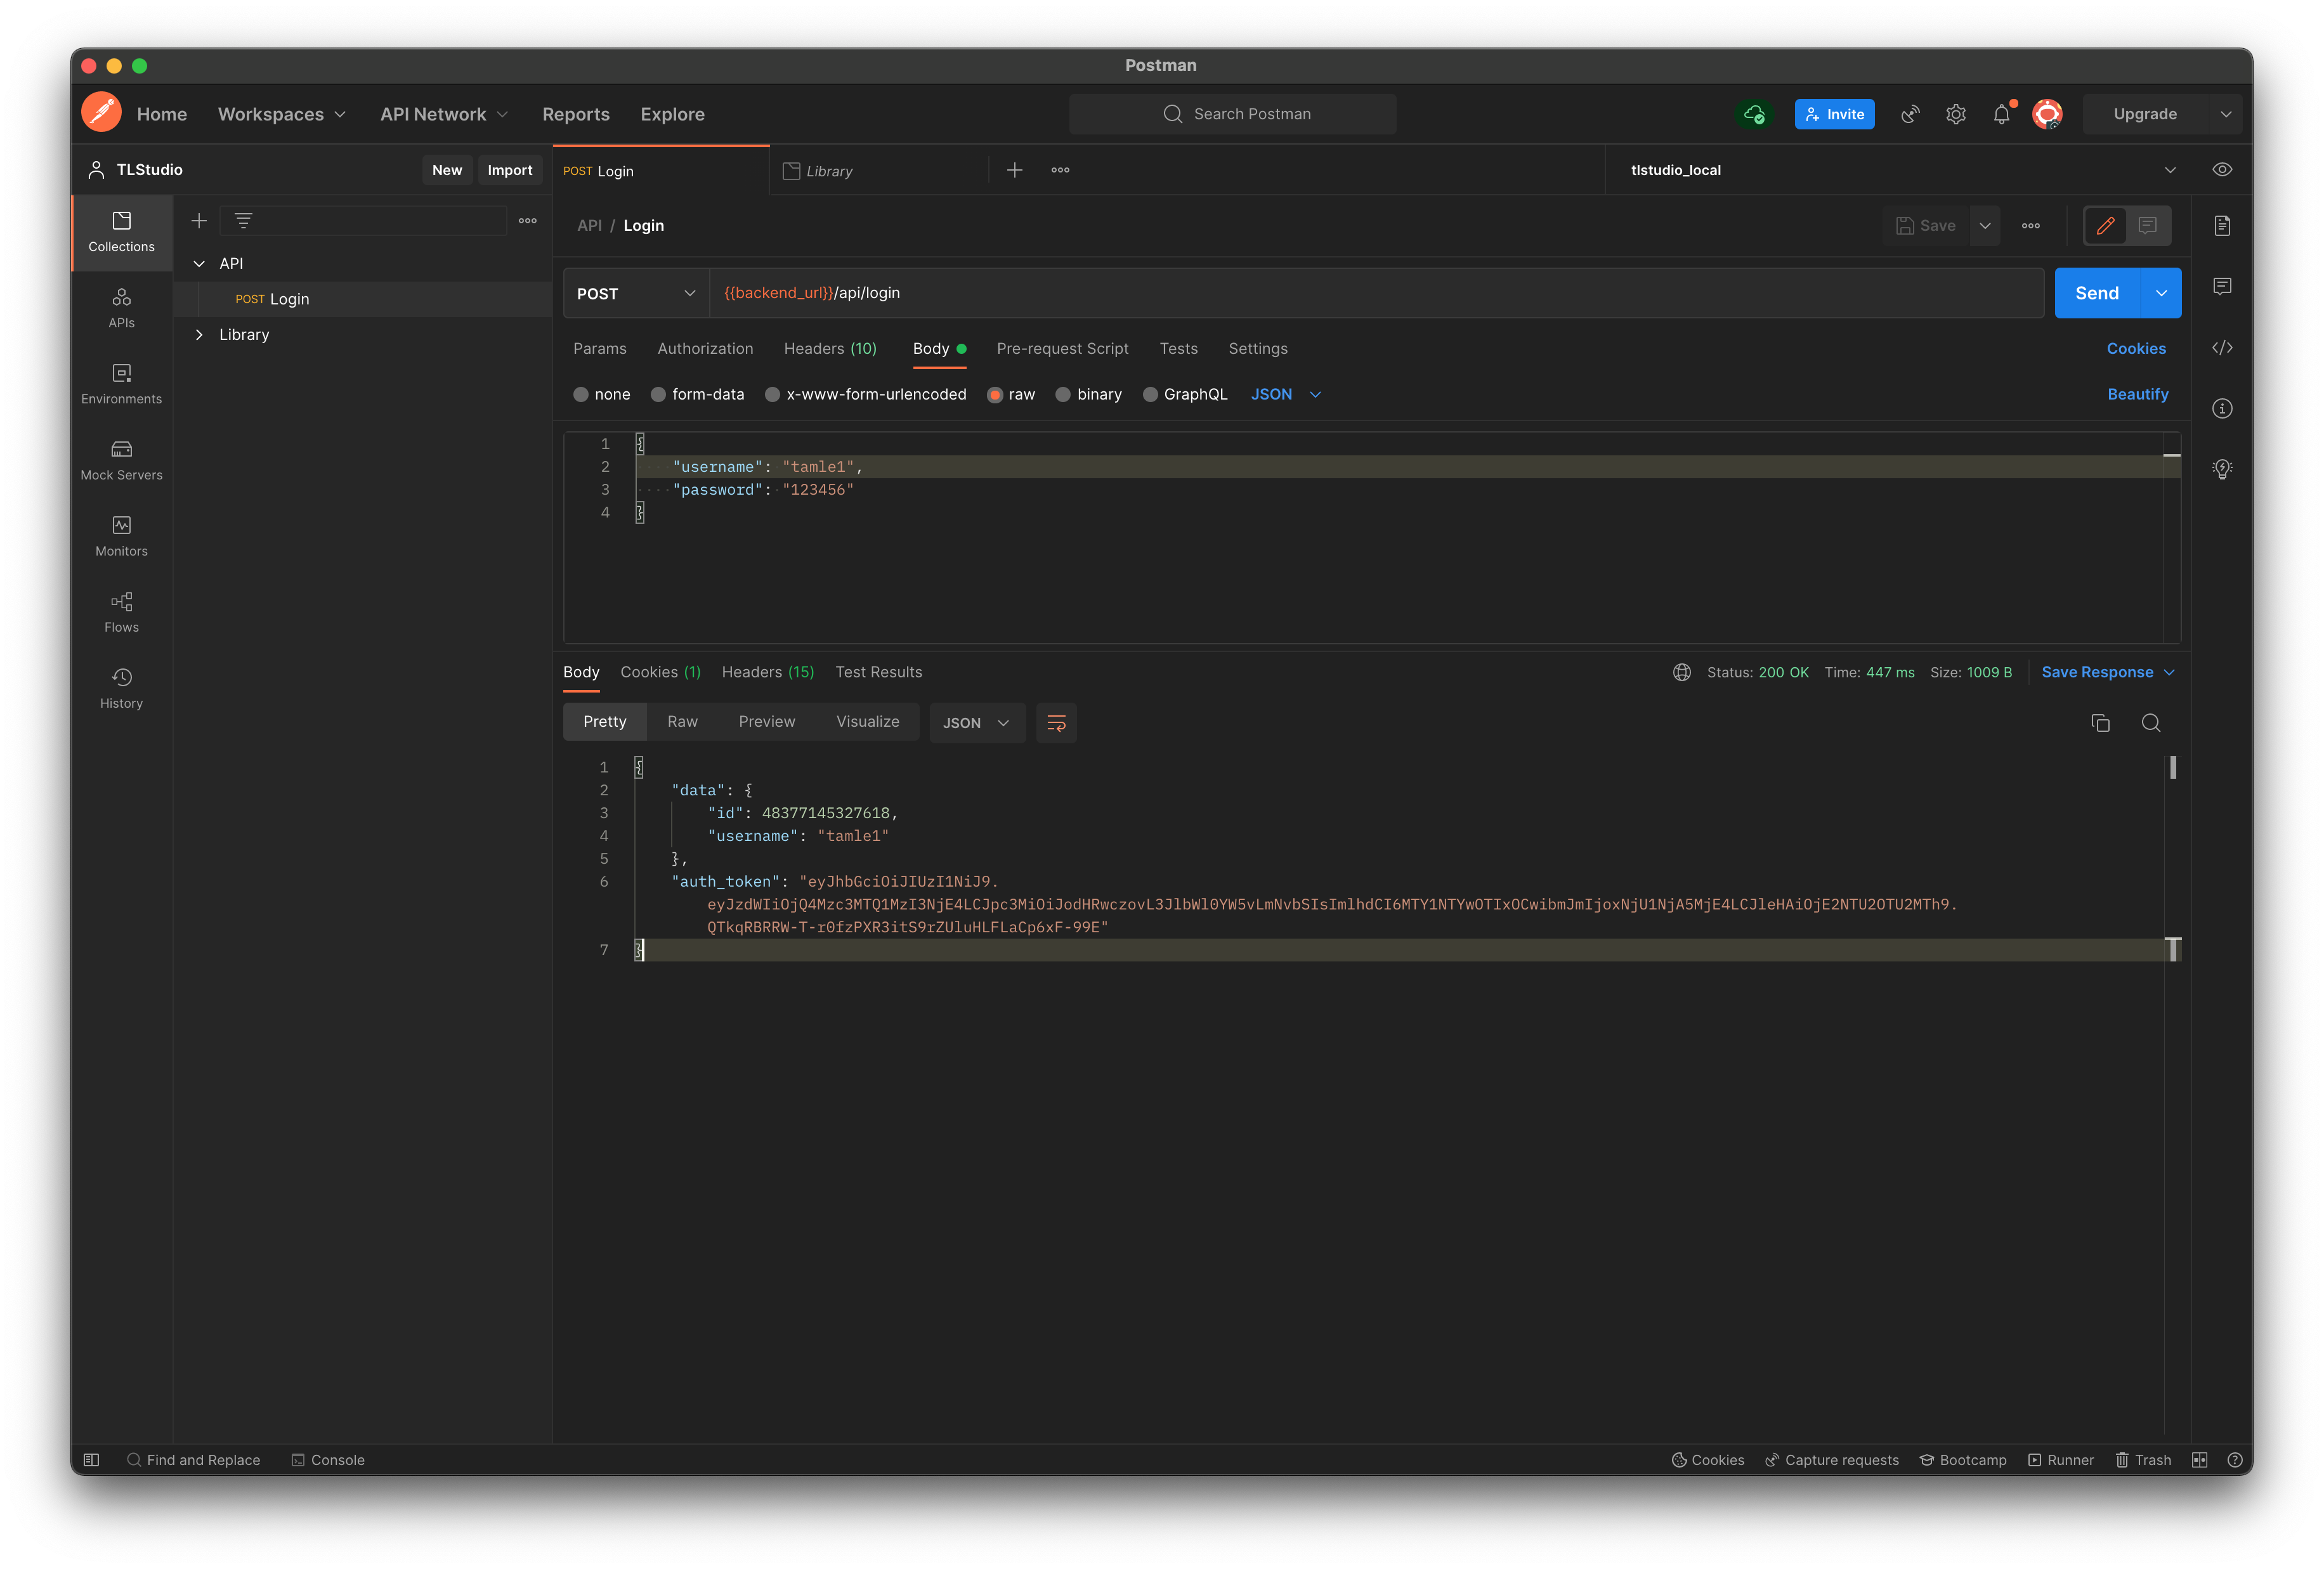 Postman
Home Workspaces API Network Reports Explore Search Postman Invite Upgrade
TLStudio New Import POST Login Library tlstudio_local
Collections
APIs
Environments
Mock Servers
Monitors
Flows
History
API
POST Login
Library
API / Login Save
POST {{backend_url}}/api/login Send
Params Authorization Headers (10) Body Pre-request Script Tests Settings Cookies
none form-data x-www-form-urlencoded raw binary GraphQL JSON Beautify
1 {
2 "username": "tamle1",
3 "password": "123456"
4 }
Body Cookies (1) Headers (15) Test Results Status: 200 OK Time: 447 ms Size: 1009 B Save Response
Pretty Raw Preview Visualize JSON
1 {
2 "data": {
3 "id": 48377145327618,
4 "username": "tamle1"
5 },
6 "auth_token": "eyJhbGciOiJIUzI1NiJ9.
eyJzdWIiOjQ4Mzc3MTQ1MzI3NjE4LCJpc3MiOiJodHRwczovL3JlbWl0YW5vLmNvbSIsImlhdCI6MTY1NTYwOTIxOCwibmJmIjoxNjU1NjA5MjE4LCJleHAiOjE2NTU2OTU2MTh9.
QTkqRBRRW-T-r0fzPXR3itS9rZUluHLFLaCp6xF-99E"
7 }
Find and Replace Console Cookies Capture requests Bootcamp Runner Trash